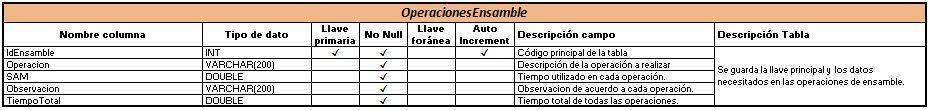 OperacionesEnsamble
Nombre columna Tipo de dato Llave primaria No Null Llave foránea Auto Increment Descripción campo Descripción Tabla
IdEnsamble INT ✓ ✓ ✓ Código principal de la tabla
Operacion VARCHAR(200) ✓ Descripción de la operación a realizar
SAM DOUBLE ✓ Tiempo utilizado en cada operación.
Observacion VARCHAR(200) ✓ Observacion de acuerdo a cada operación.
TiempoTotal DOUBLE ✓ Tiempo total de todas las operaciones.
Se guarda la llave principal y los datos
necesitados en las operaciones de ensamble.